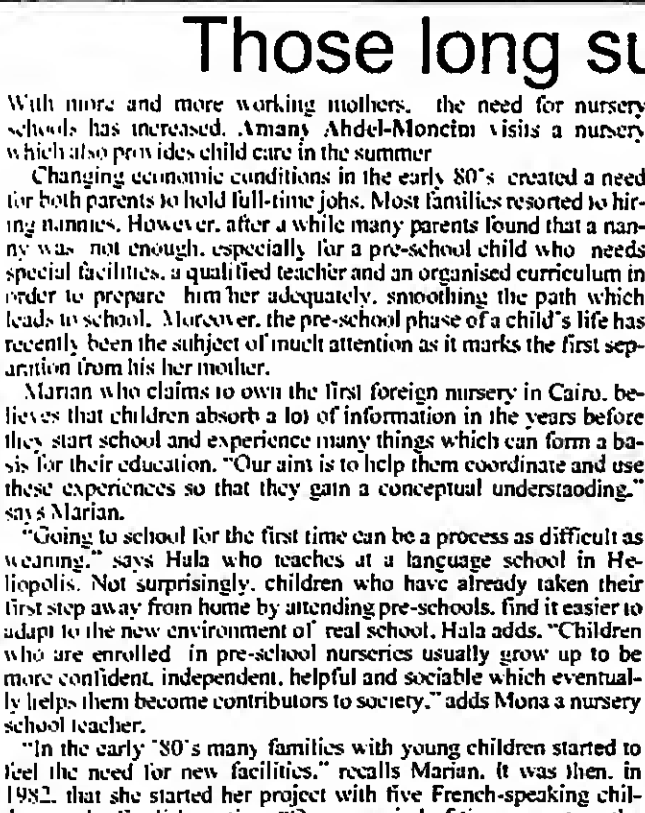 Those long su
With more and more working mothers, the need for nursery
schools has increased. Amany Abdel-Moneim visits a nursery
which also provides child care in the summer
Changing economic conditions in the early 80's created a need
for both parents to hold full-time jobs. Most families resorted to hir-
ing nannies. However, after a while many parents found that a nan-
ny was not enough, especially for a pre-school child who needs
special facilities, a qualified teacher and an organised curriculum in
order to prepare him/her adequately, smoothing the path which
leads to school. Moreover, the pre-school phase of a child's life has
recently been the subject of much attention as it marks the first sep-
aration from his/her mother.
Marian who claims to own the first foreign nursery in Cairo, be-
lieves that children absorb a lot of information in the years before
they start school and experience many things which can form a ba-
sis for their education. "Our aim is to help them coordinate and use
these experiences so that they gain a conceptual understanding."
says Marian.
"Going to school for the first time can be a process as difficult as
weaning." says Hala who teaches at a language school in He-
liopolis. Not surprisingly, children who have already taken their
first step away from home by attending pre-schools, find it easier to
adapt to the new environment of real school, Hala adds. "Children
who are enrolled in pre-school nurseries usually grow up to be
more confident, independent, helpful and sociable which eventual-
ly helps them become contributors to society." adds Mona a nursery
school teacher.
"In the early '80's many families with young children started to
feel the need for new facilities." recalls Marian. It was then, in
1982, that she started her project with five French-speaking chil-